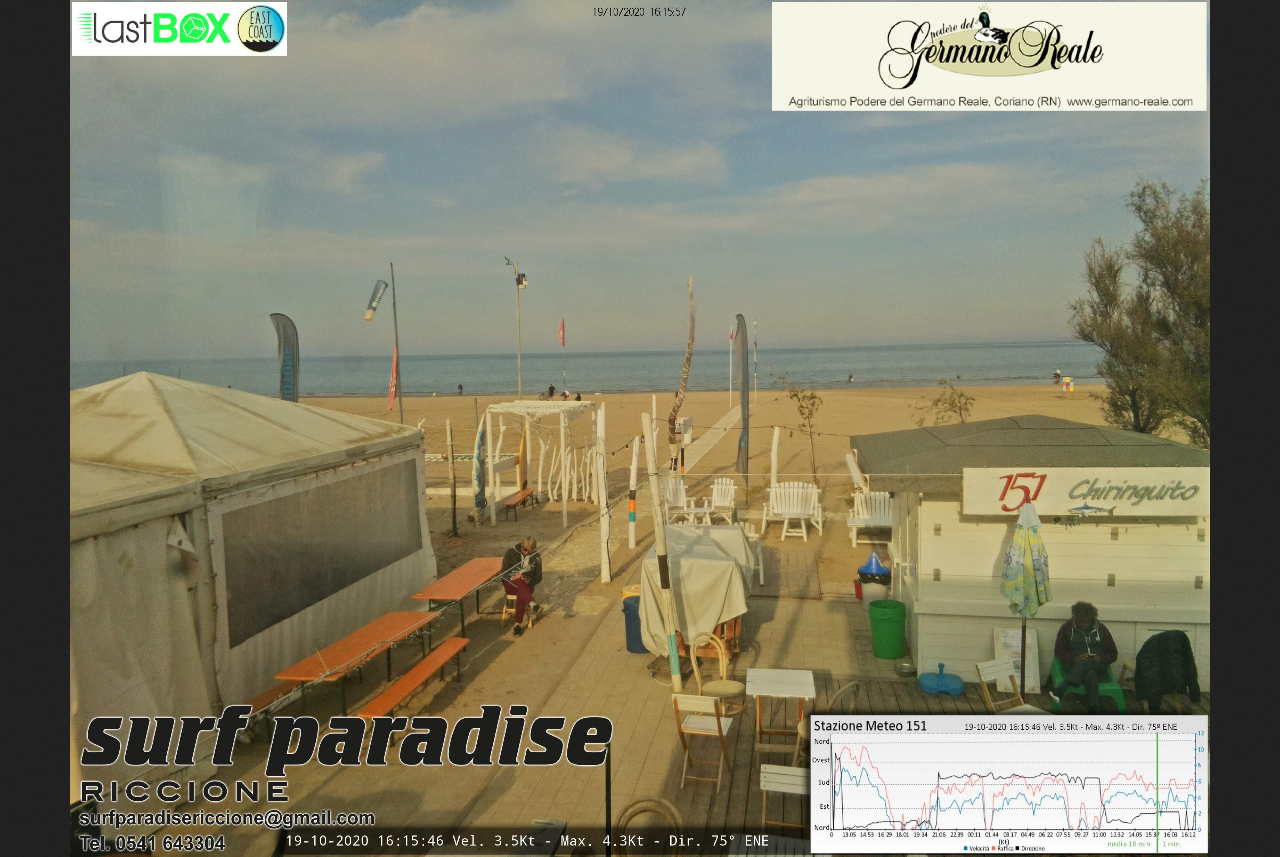 lastBOX
EAST COAST
19/10/2020 16:15:57
podere del
Germano Reale
Agriturismo Podere del Germano Reale, Coriano (RN) www.germano-reale.com
151 Chiringuito
surf paradise
RICCIONE
surfparadisericcione@gmail.com
Tel. 0541 643304
19-10-2020 16:15:46 Vel. 3.5Kt - Max. 4.3Kt - Dir. 75° ENE
Stazione Meteo 151
19-10-2020 16:15:46 Vel. 3.5Kt - Max. 4.3Kt - Dir. 75° ENE
Nord
Ovest
Sud
Est
Nord
12
10
8
6
4
2
0
0 13:05 14:53 16:29 18:01 19:34 21:05 22:39 00:11 01:44 03:17 04:49 06:22 07:55 09:27 11:00 12:32 14:05 15:37 16:06 16:12
(Kt)
Velocità Raffica Direzione
media 10 min. 1 min.